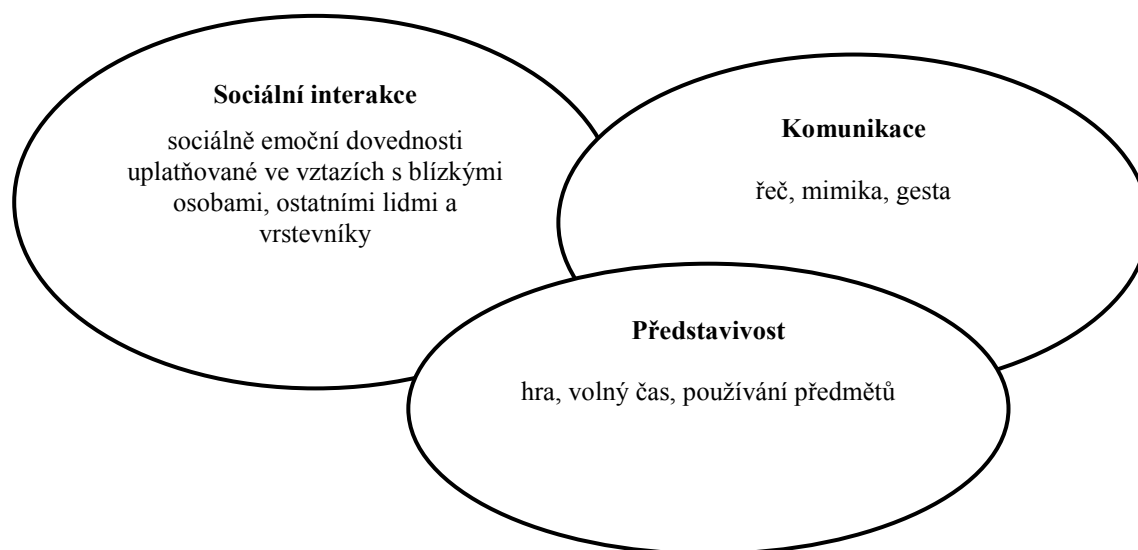 Sociální interakce
sociálně emoční dovednosti
uplatňované ve vztazích s blízkými
osobami, ostatními lidmi a
vrstevníky
Komunikace
řeč, mimika, gesta
Představivost
hra, volný čas, používání předmětů